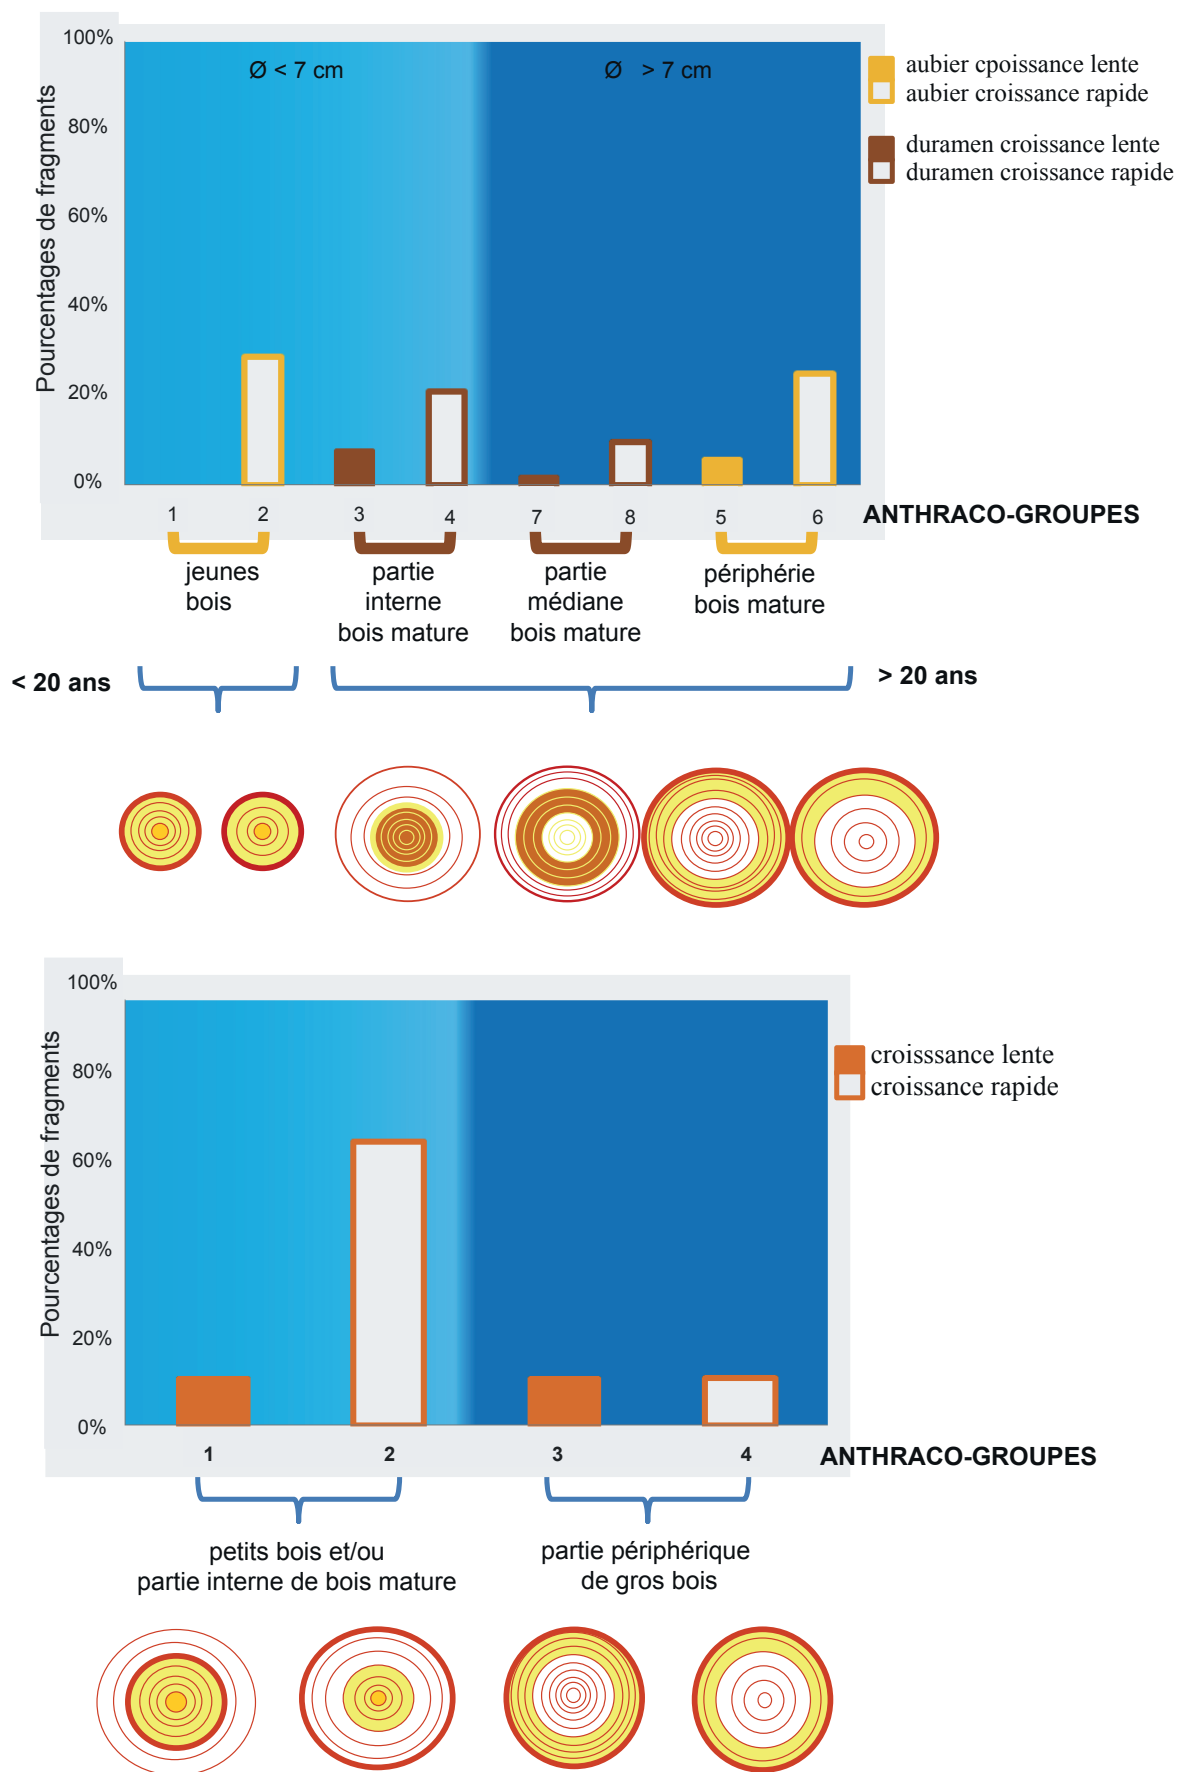 100%
80%
60%
40%
20%
0%
Pourcentages de fragments
Ø < 7 cm
Ø > 7 cm
aubier cpoissance lente
aubier croissance rapide
duramen croissance lente
duramen croissance rapide
1 2 3 4 7 8 5 6 ANTHRACO-GROUPES
jeunes
bois
partie
interne
bois mature
partie
médiane
bois mature
périphérie
bois mature
< 20 ans
> 20 ans
100%
80%
60%
40%
20%
0%
Pourcentages de fragments
croisssance lente
croissance rapide
1 2 3 4 ANTHRACO-GROUPES
petits bois et/ou
partie interne de bois mature
partie périphérique
de gros bois